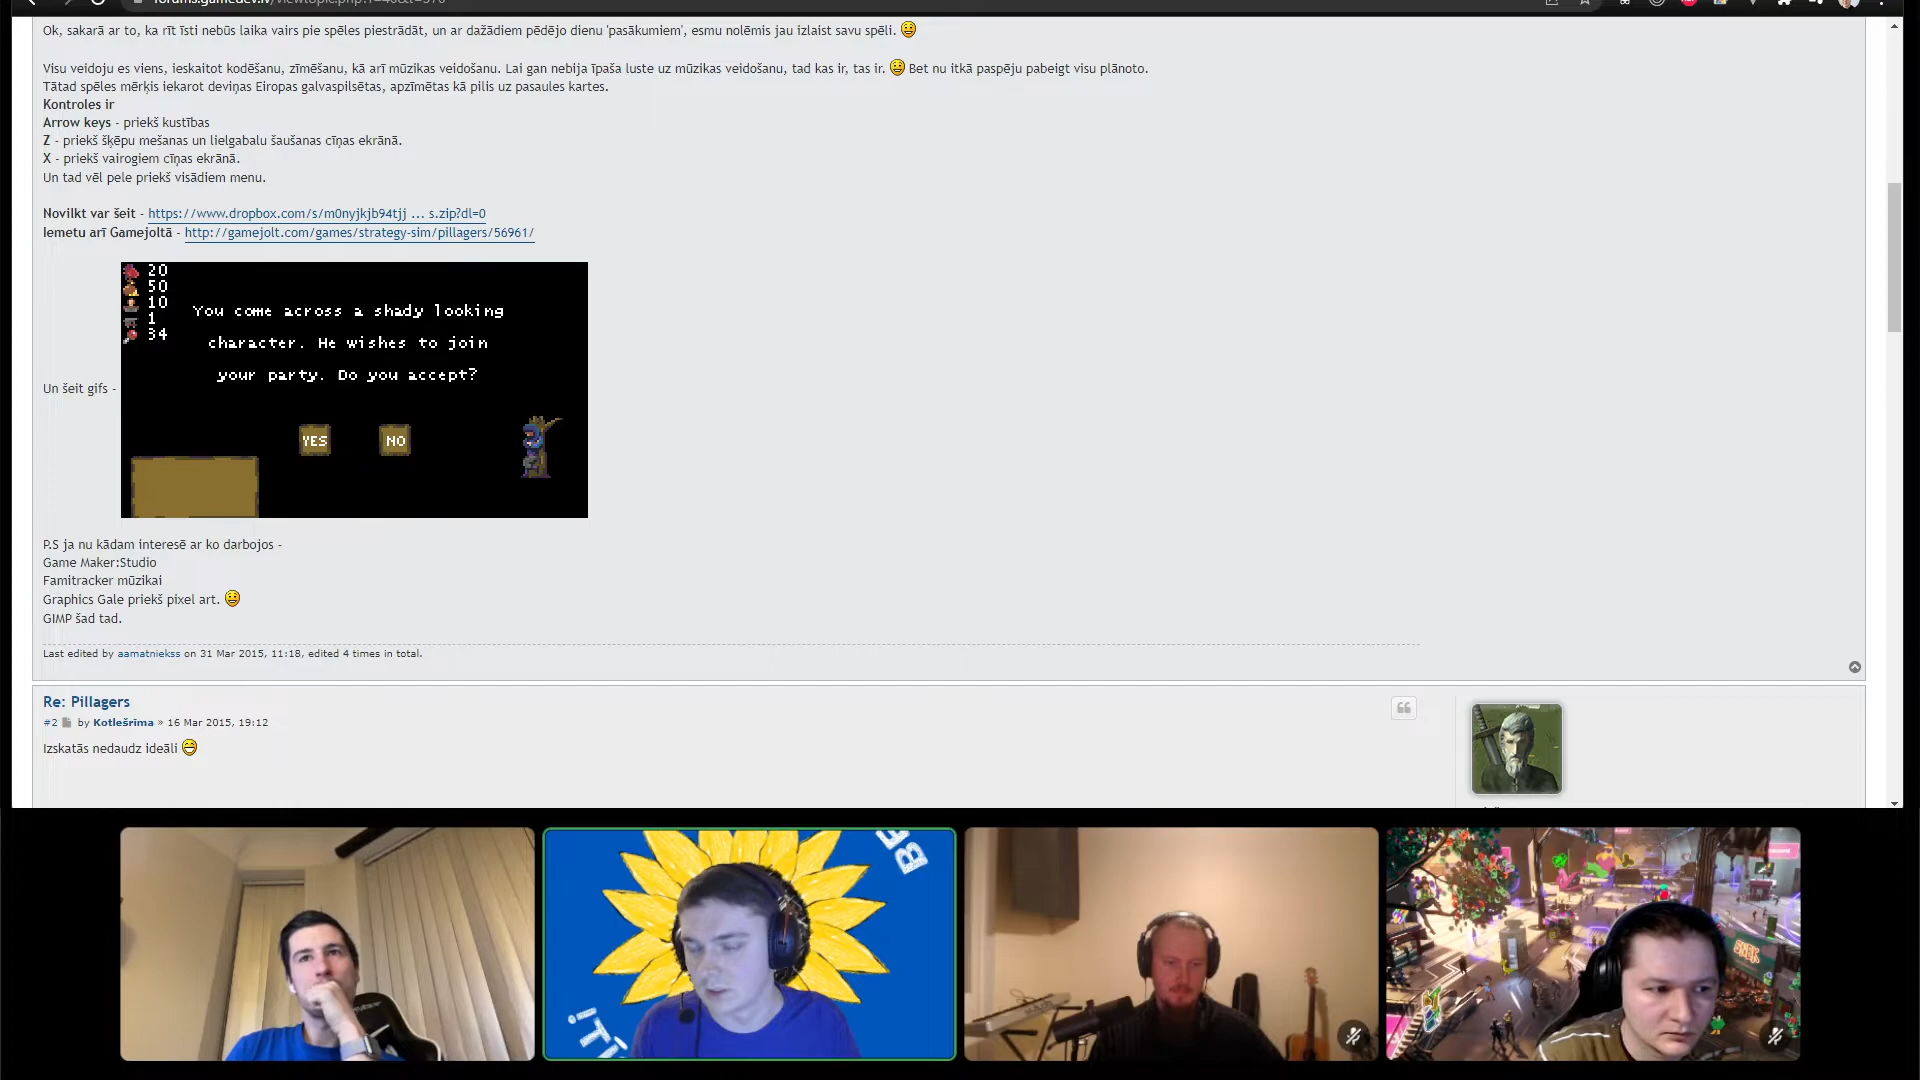 Ok, sakarā ar to, ka rīt īsti nebūs laika vairs pie spēles piestrādāt, un ar dažādiem pēdējo dienu 'pasākumiem', esmu nolēmis jau izlaist savu spēli.
Visu veidoju es viens, ieskaitot kodēšanu, zīmēšanu, kā arī mūzikas veidošanu. Lai gan nebija īpaša luste uz mūzikas veidošanu, tad kas ir, tas ir. Bet nu itkā paspēju pabeigt visu plānoto.
Tātad spēles mērķis iekarot deviņas Eiropas galvaspilsētas, apzīmētas kā pilis uz pasaules kartes.
Kontroles ir
Arrow keys - priekš kustības
Z - priekš šķēpu mešanas un lielgabalu šaušanas cīņas ekrānā.
X - priekš vairogiem cīņas ekrānā.
Un tad vēl pele priekš visādiem menu.
Novilkt var šeit - https://www.dropbox.com/s/m0nyjkjb94tjj ... s.zip?dl=0
Iemetu arī Gamejoltā - http://gamejolt.com/games/strategy-sim/pillagers/56961/
20
50
10
1
34
You come across a shady looking
character. He wishes to join
your party. Do you accept?
Un šeit gifs -
YES NO
P.S ja nu kādam interesē ar ko darbojos -
Game Maker:Studio
Famitracker mūzikai
Graphics Gale priekš pixel art.
GIMP šad tad.
Last edited by aamatniekss on 31 Mar 2015, 11:18, edited 4 times in total.
Re: Pillagers
#2 by Kotlešrīma » 16 Mar 2015, 19:12
Izskatās nedaudz ideāli